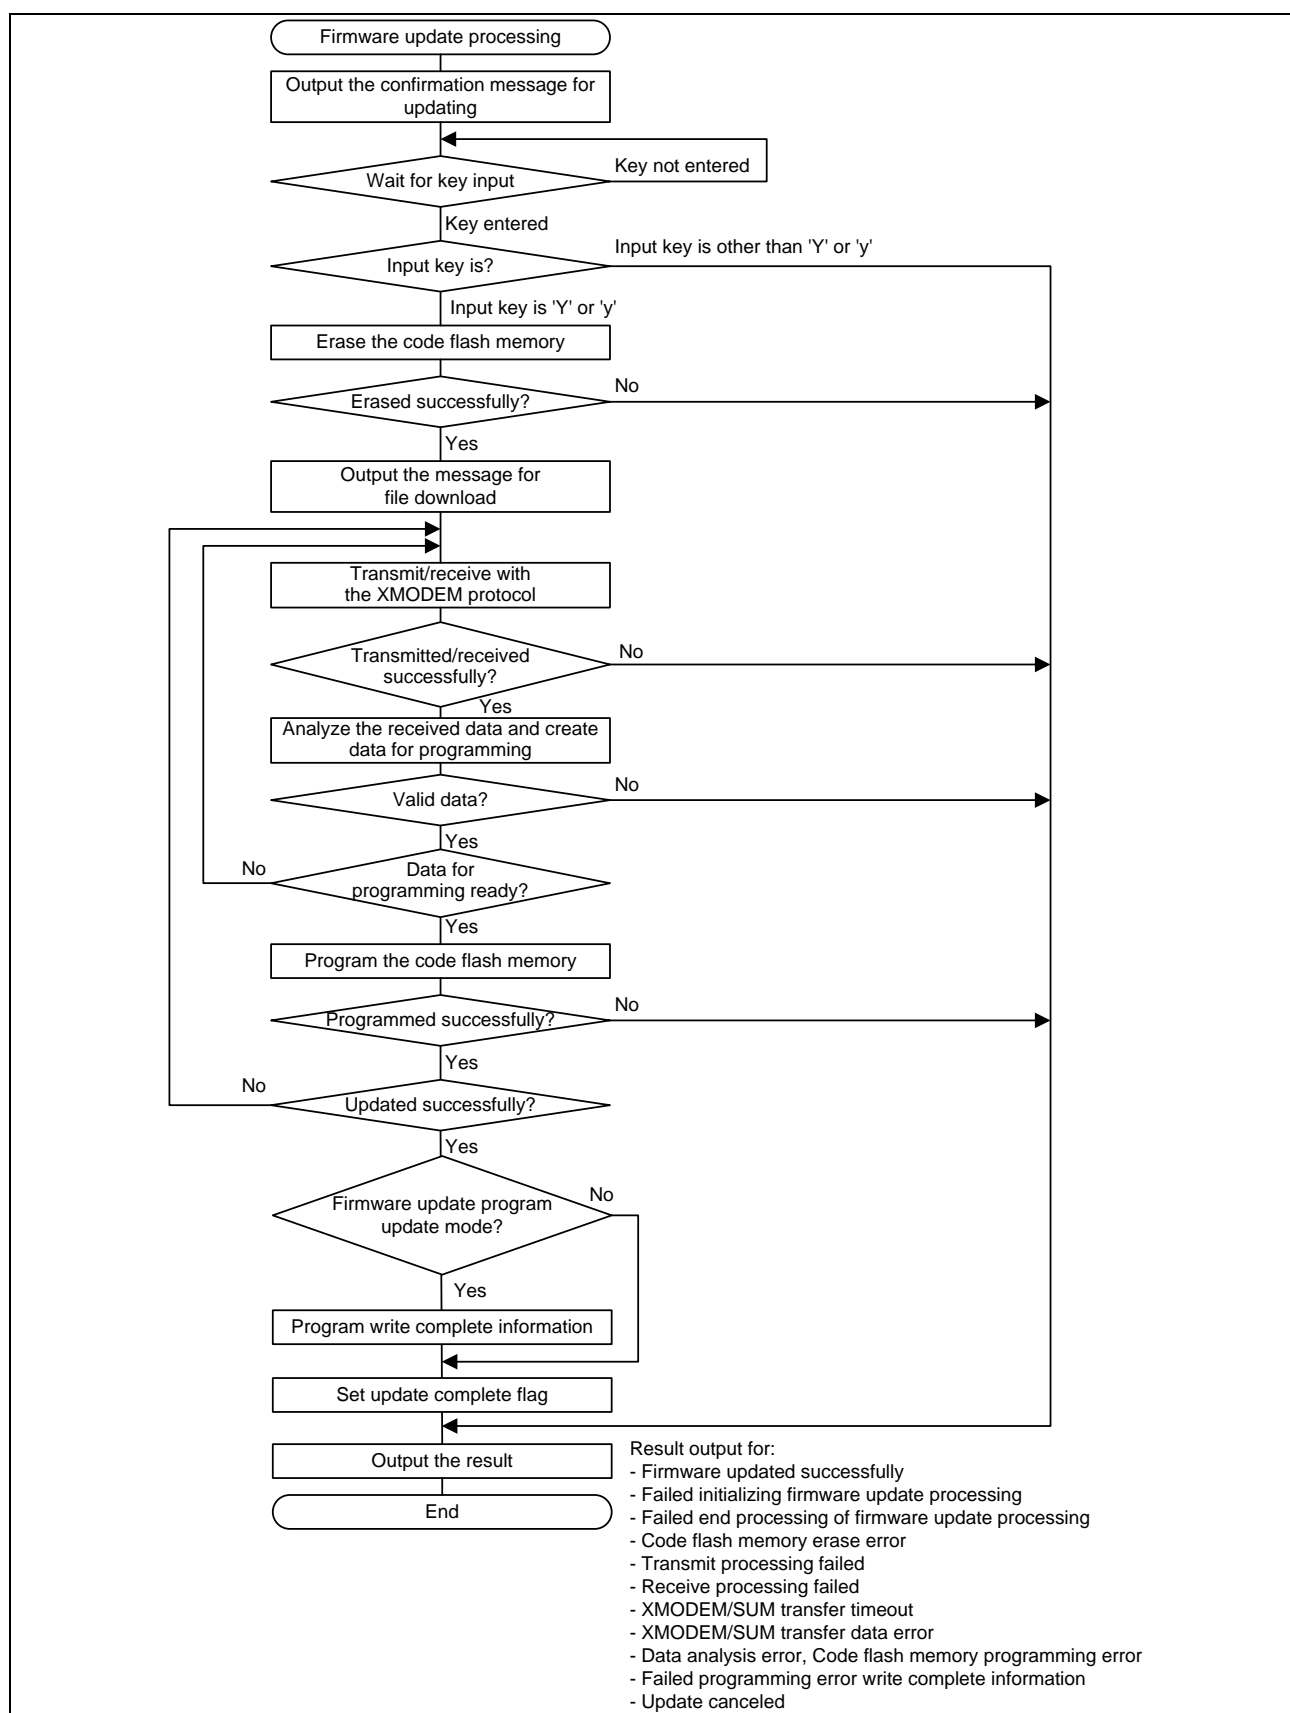 Firmware update processing
Output the confirmation message for
updating
Key not entered
Wait for key input
Key entered
Input key is other than 'Y' or 'y'
Input key is?
Input key is 'Y' or 'y'
Erase the code flash memory
No
Erased successfully?
Yes
Output the message for
file download
Transmit/receive with
the XMODEM protocol
No
Transmitted/received
successfully?
Yes
Analyze the received data and create
data for programming
No
Valid data?
Yes
No
Data for
programming ready?
Yes
Program the code flash memory
No
Programmed successfully?
Yes
No
Updated successfully?
Yes
No
Firmware update program
update mode?
Yes
Program write complete information
Set update complete flag
Output the result
End
Result output for:
- Firmware updated successfully
- Failed initializing firmware update processing
- Failed end processing of firmware update processing
- Code flash memory erase error
- Transmit processing failed
- Receive processing failed
- XMODEM/SUM transfer timeout
- XMODEM/SUM transfer data error
- Data analysis error, Code flash memory programming error
- Failed programming error write complete information
- Update canceled